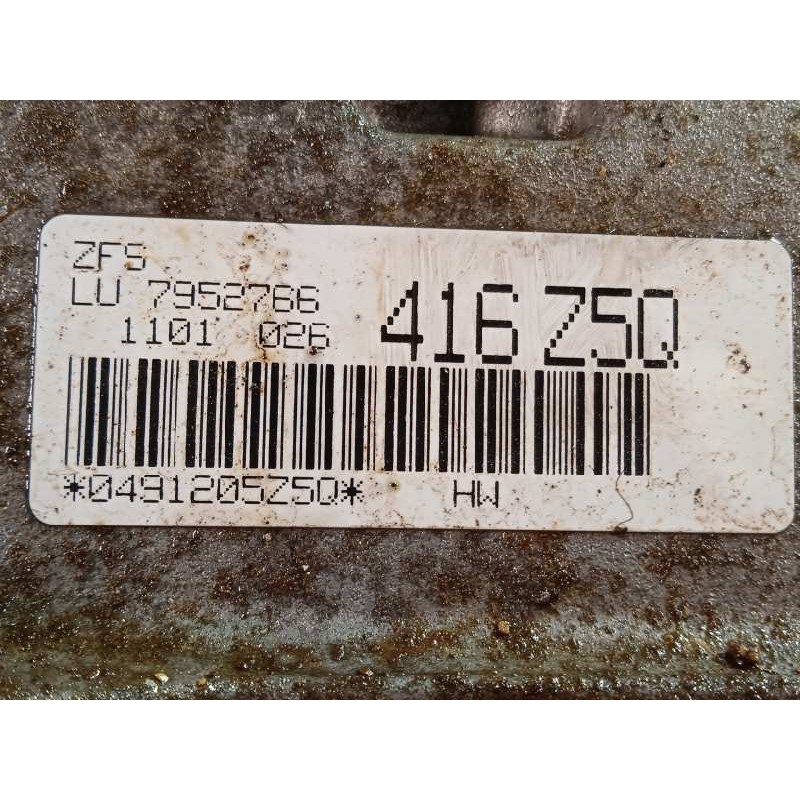 ZFS
LU 7952766
1101 026
416 Z5Q
*0491205Z5Q*
HW